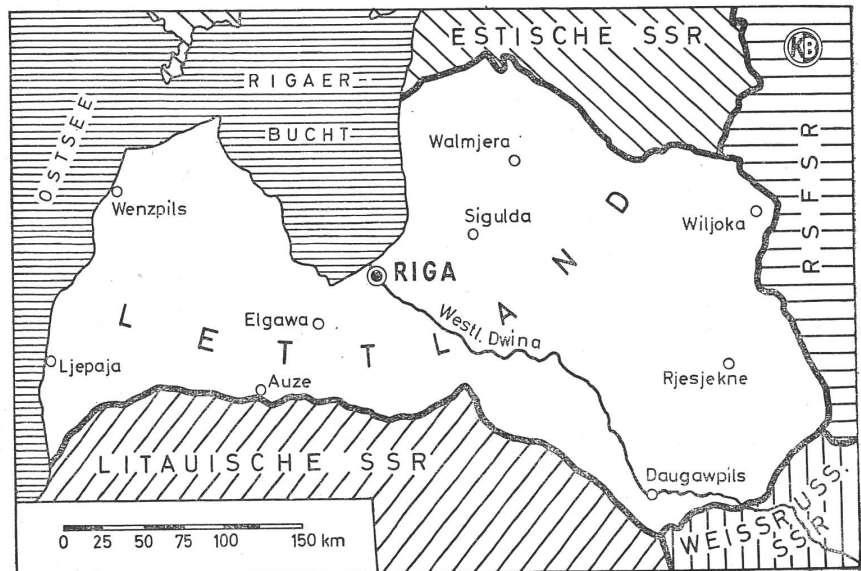 ESTISCHE SSR
KB
RIGAER
BUCHT
OSTSEE
RSFSR
Walmjera
Wenzpils
Sigulda
Wiljoka
RIGA
LETTLAND
Elgawa
Westl. Dwina
Ljepaja
Auze
Rjesjekne
LITAUISCHE SSR
Daugawpils
WEISSRUSS.
SSR
0 25 50 75 100 150 km